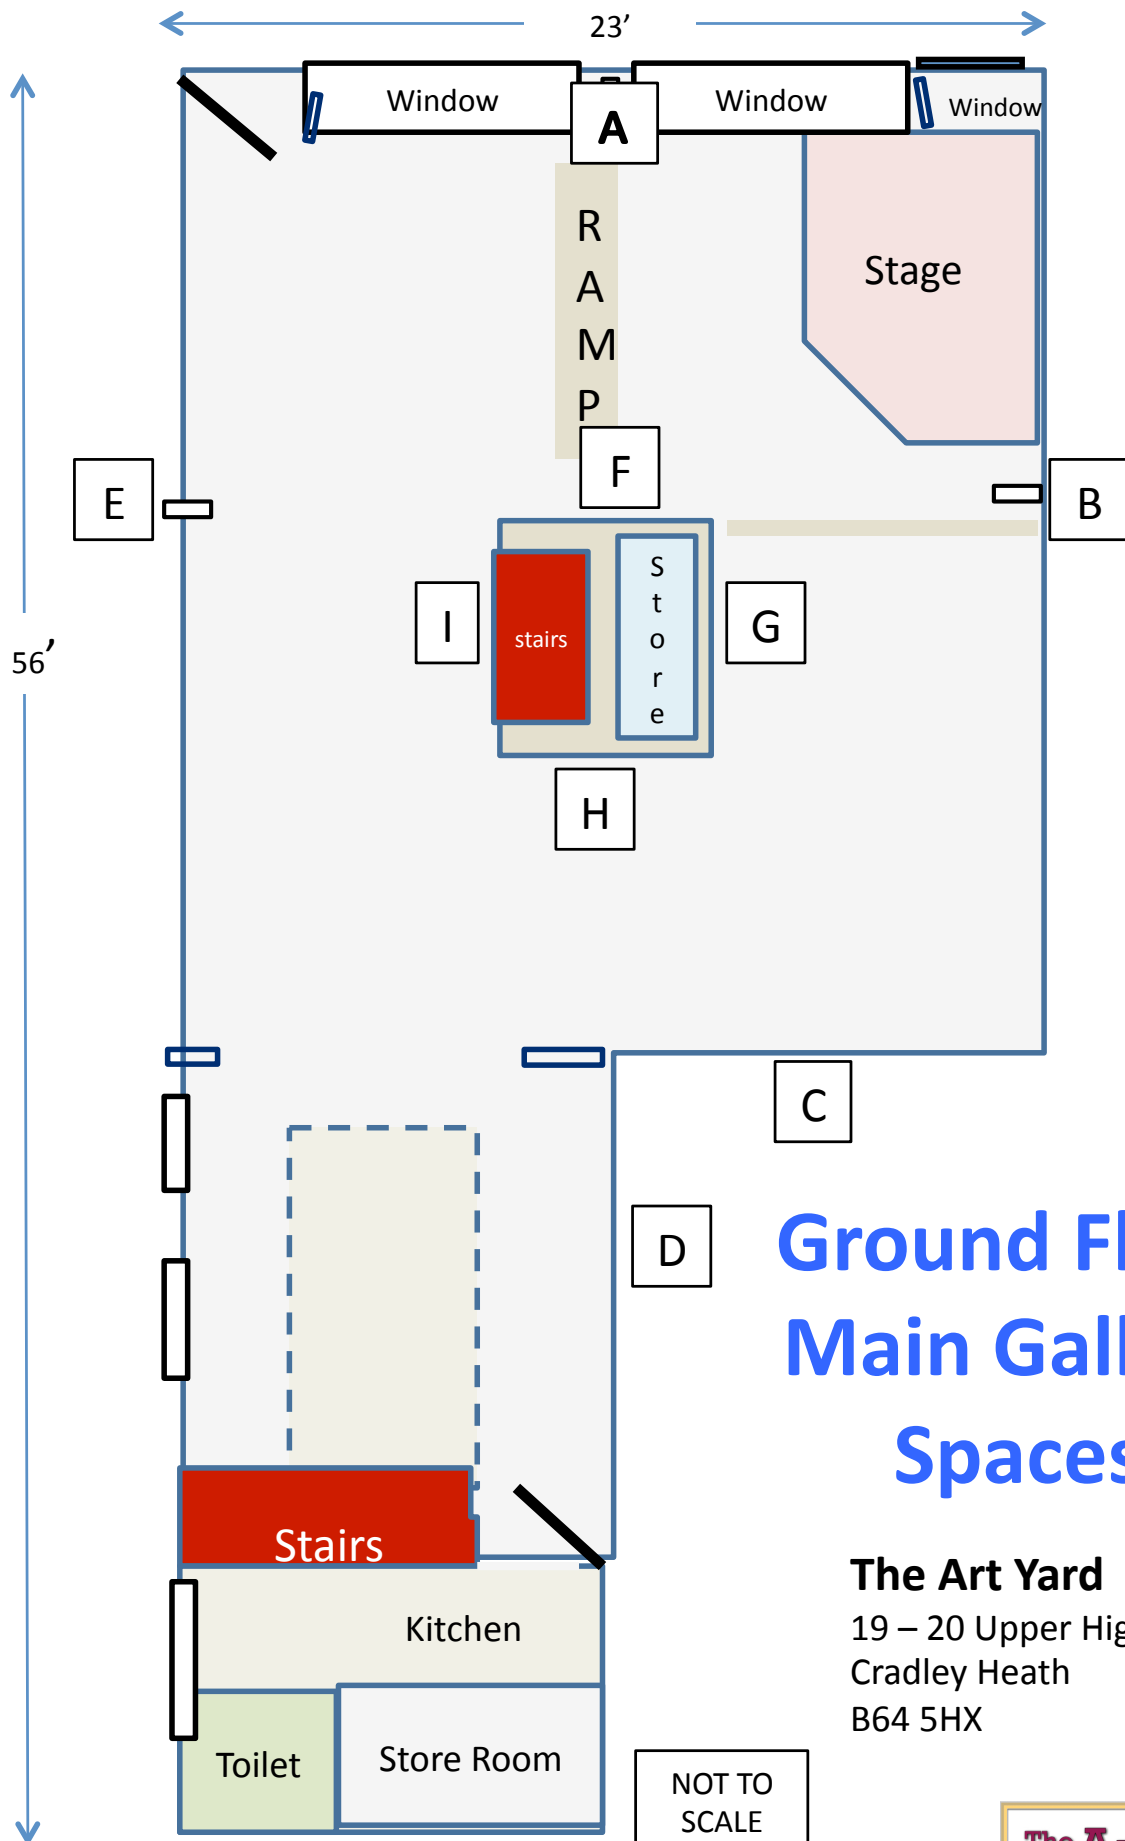 23’
Window
A
Window
Window
R
A
M
P
Stage
E
F
B
I
stairs
S
t
o
r
e
G
56’
H
C
D
Ground Fl
Main Gall
Spaces
Stairs
The Art Yard
19 – 20 Upper Hig
Cradley Heath
B64 5HX
Kitchen
Toilet
Store Room
NOT TO
SCALE
The A